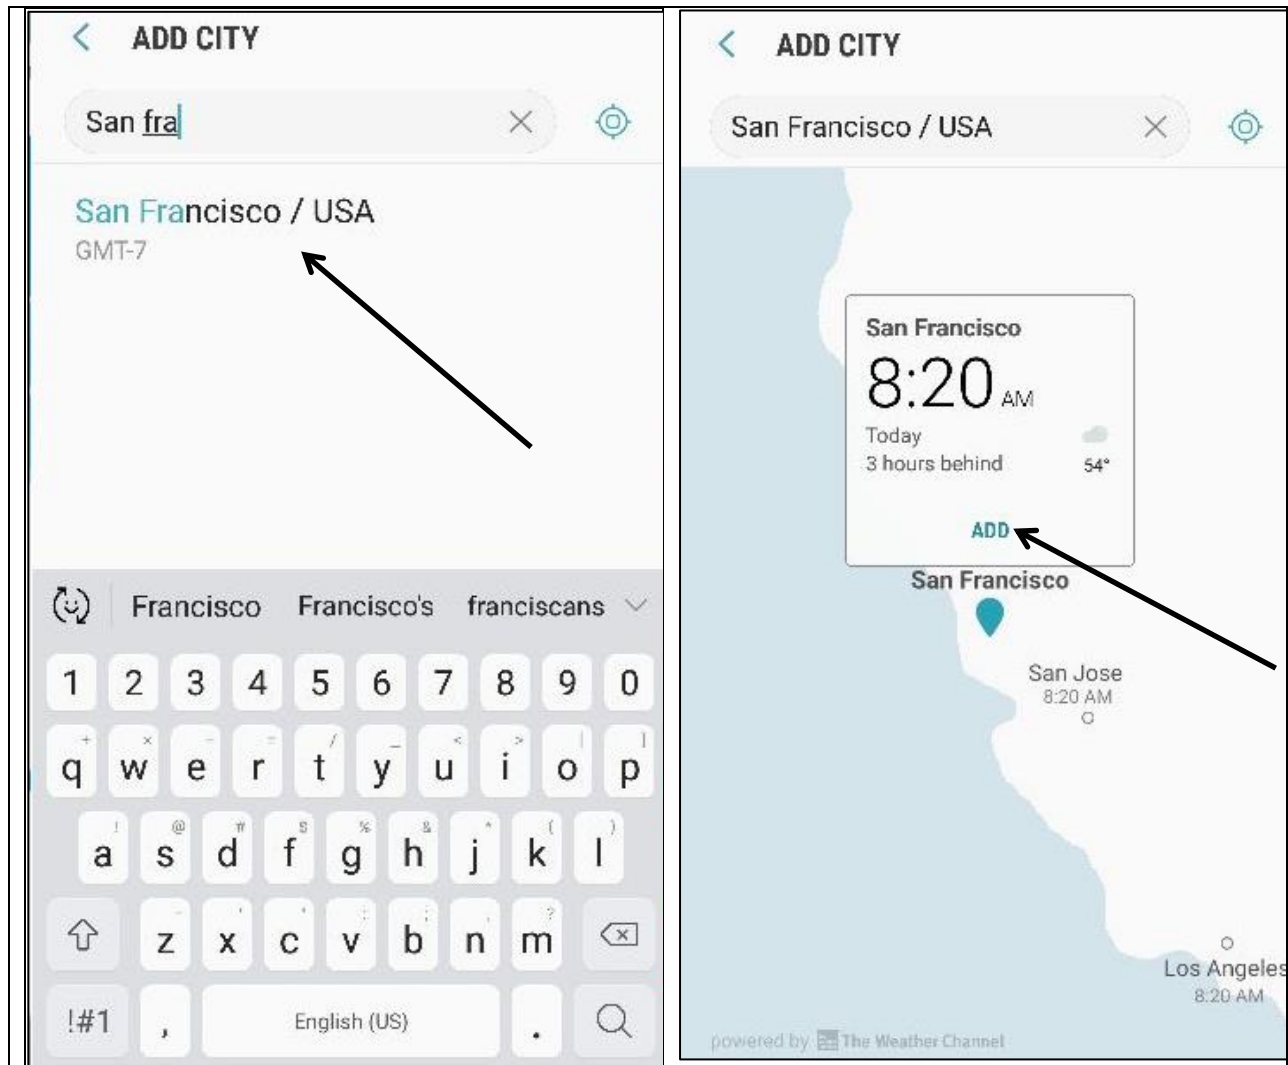 ADD CITY
San fra
San Francisco / USA
GMT-7
Francisco Francisco's franciscans
1 2 3 4 5 6 7 8 9 0
q w e r t y u i o p
a s d f g h j k l
z x c v b n m
!#1 , English (US) .
ADD CITY
San Francisco / USA
San Francisco
8:20 AM
Today
3 hours behind 54°
ADD
San Francisco
San Jose
8:20 AM
Los Angeles
8:20 AM
powered by The Weather Channel